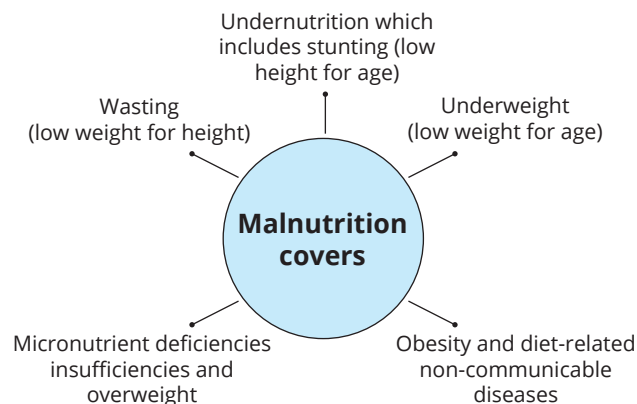 Undernutrition which
includes stunting (low
height for age)
Wasting
(low weight for height)
Underweight
(low weight for age)
Malnutrition
covers
Micronutrient deficiencies
insufficiencies and
overweight
Obesity and diet-related
non-communicable
diseases